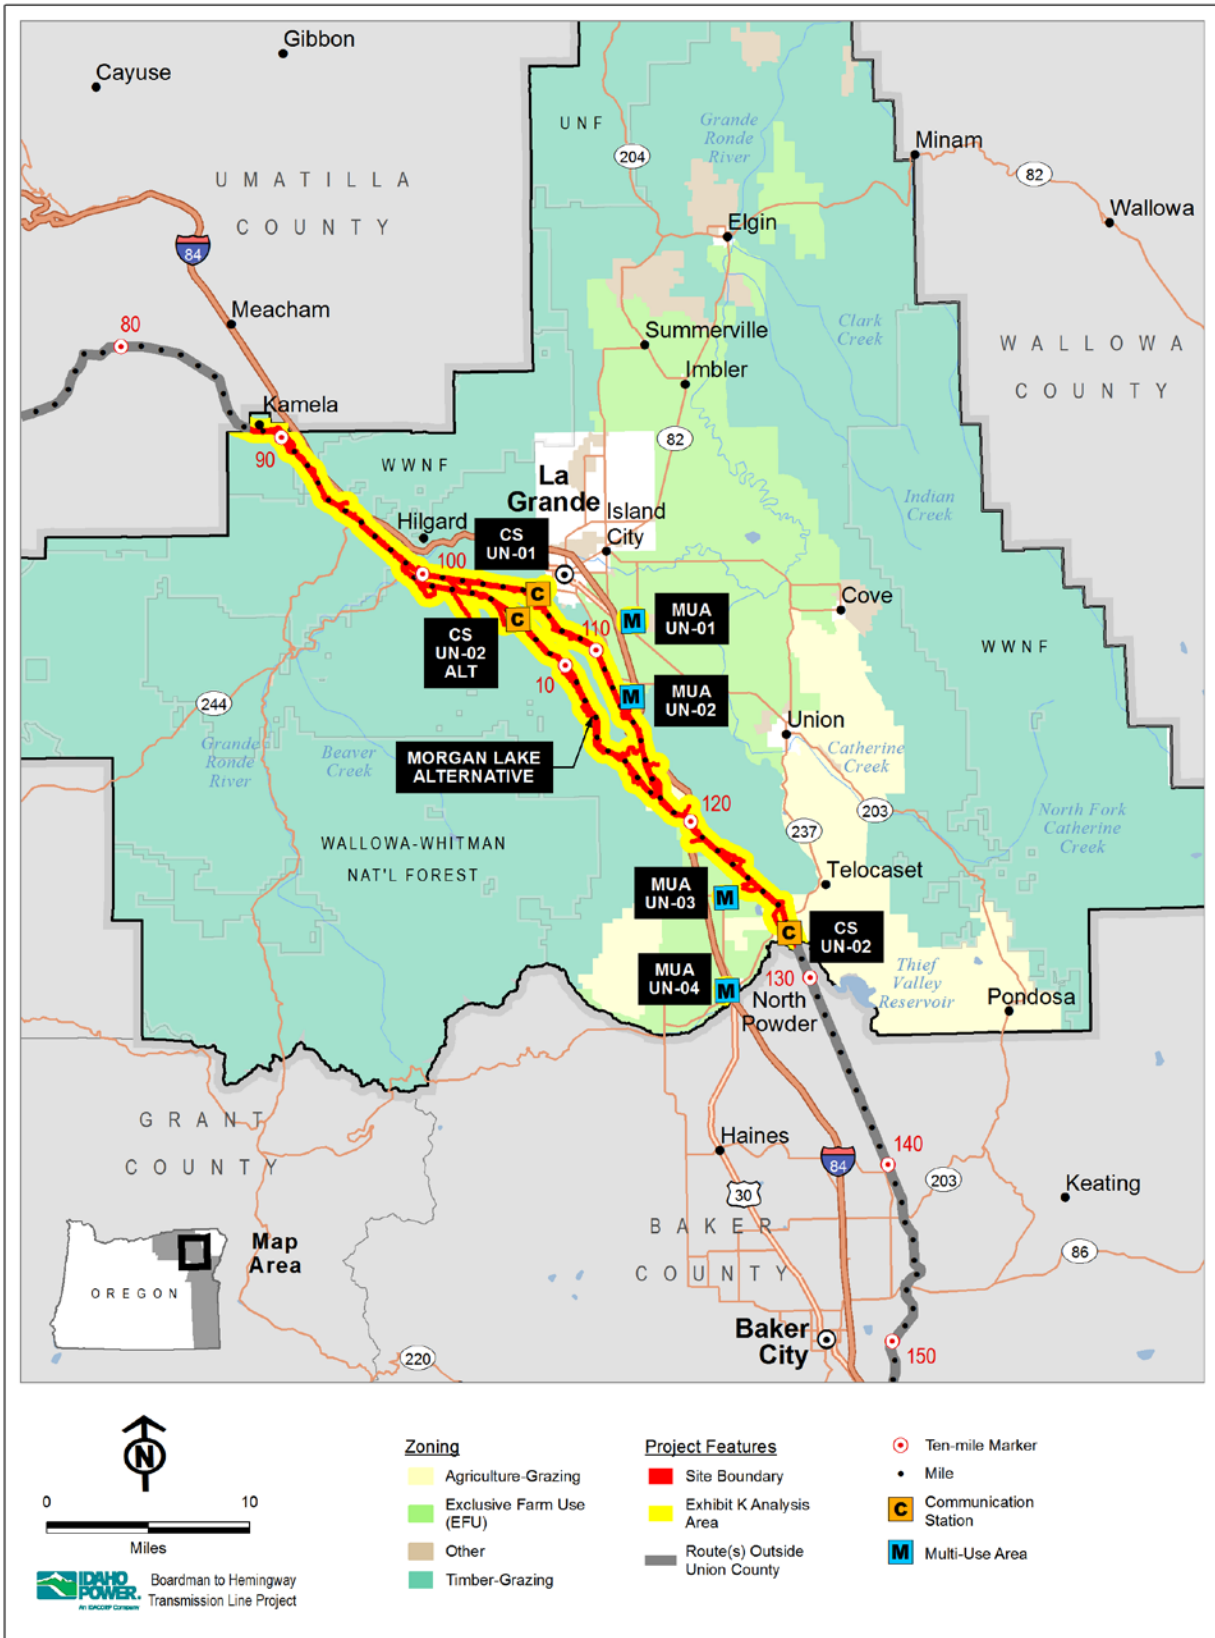 Gibbon
Cayuse
UNF
Grande
Ronde
River
204
Minam
82
UMATILLA
COUNTY
Wallowa
Elgin
84
Meacham
80
Summerville
Clark
Creek
WALLOWA
COUNTY
Imbler
Kamela
90
82
WWNF
La
Grande
Indian
Creek
Hilgard
Island
City
CS
UN-01
100
Cove
MUA
UN-01
110
CS
UN-02
ALT
WWNF
10
MUA
UN-02
244
Union
Grande
Ronde
River
Beaver
Creek
Catherine
Creek
MORGAN LAKE
ALTERNATIVE
120
203
North Fork
Catherine
Creek
237
WALLOWA-WHITMAN
NAT'L FOREST
Telocaset
MUA
UN-03
CS
UN-02
MUA
UN-04
130
Thief
Valley
Reservoir
North
Powder
Pondosa
GRANT
COUNTY
Haines
140
84
203
Keating
30
BAKER
COUNTY
86
Map
Area
OREGON
Baker
City
150
220
N
0 10
Miles
IDAHO
POWER.
An IDACORP Company
Boardman to Hemingway
Transmission Line Project
Zoning
Agriculture-Grazing
Exclusive Farm Use
(EFU)
Other
Timber-Grazing
Project Features
Site Boundary
Exhibit K Analysis
Area
Route(s) Outside
Union County
Ten-mile Marker
Mile
C
Communication
Station
M
Multi-Use Area